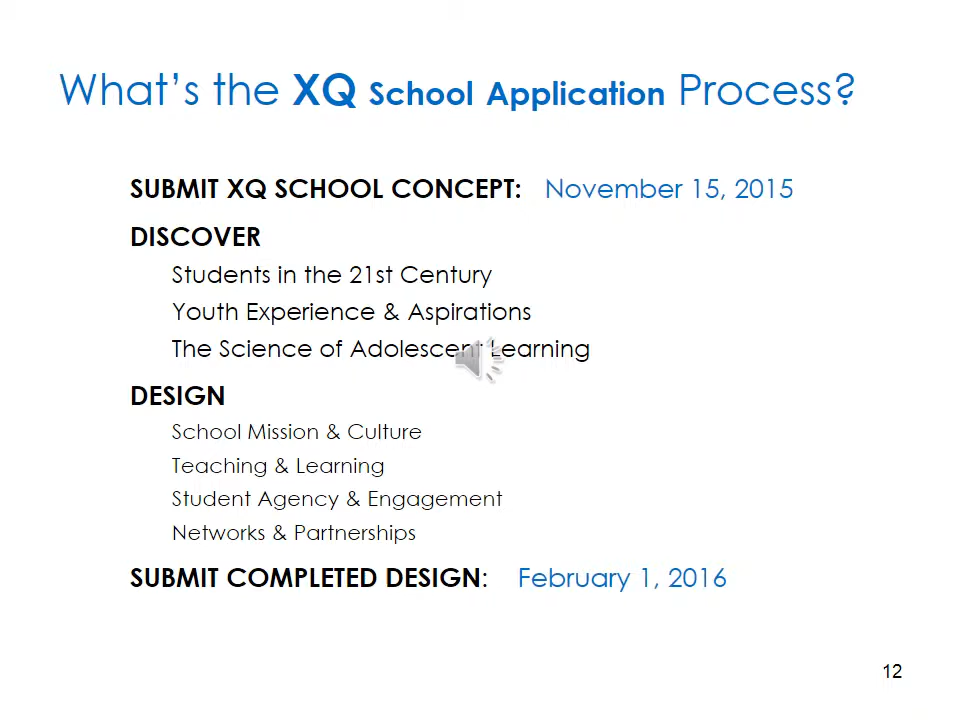 What's the XQ School Application Process?
SUBMIT XQ SCHOOL CONCEPT: November 15, 2015
DISCOVER
Students in the 21st Century
Youth Experience & Aspirations
The Science of Adolescent Learning
DESIGN
School Mission & Culture
Teaching & Learning
Student Agency & Engagement
Networks & Partnerships
SUBMIT COMPLETED DESIGN: February 1, 2016
12